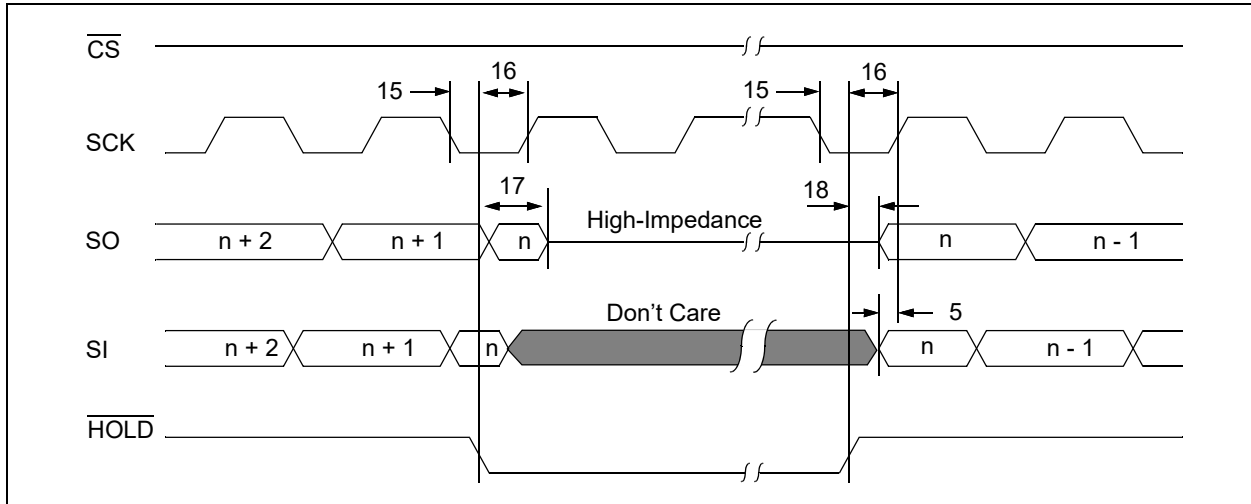 CS
15
16
15
16
SCK
17
18
SO
n + 2
n + 1
n
High-Impedance
n
n - 1
Don't Care
5
SI
n + 2
n + 1
n
n
n - 1
HOLD